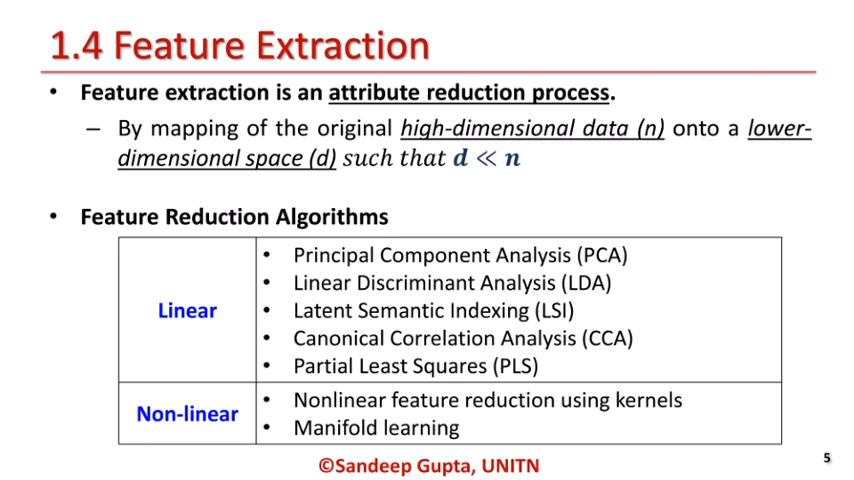 1.4 Feature Extraction
• Feature extraction is an attribute reduction process.
– By mapping of the original high-dimensional data (n) onto a lower-
dimensional space (d) such that d ≪ n
• Feature Reduction Algorithms
Linear
• Principal Component Analysis (PCA)
• Linear Discriminant Analysis (LDA)
• Latent Semantic Indexing (LSI)
• Canonical Correlation Analysis (CCA)
• Partial Least Squares (PLS)
Non-linear
• Nonlinear feature reduction using kernels
• Manifold learning
©Sandeep Gupta, UNITN
5